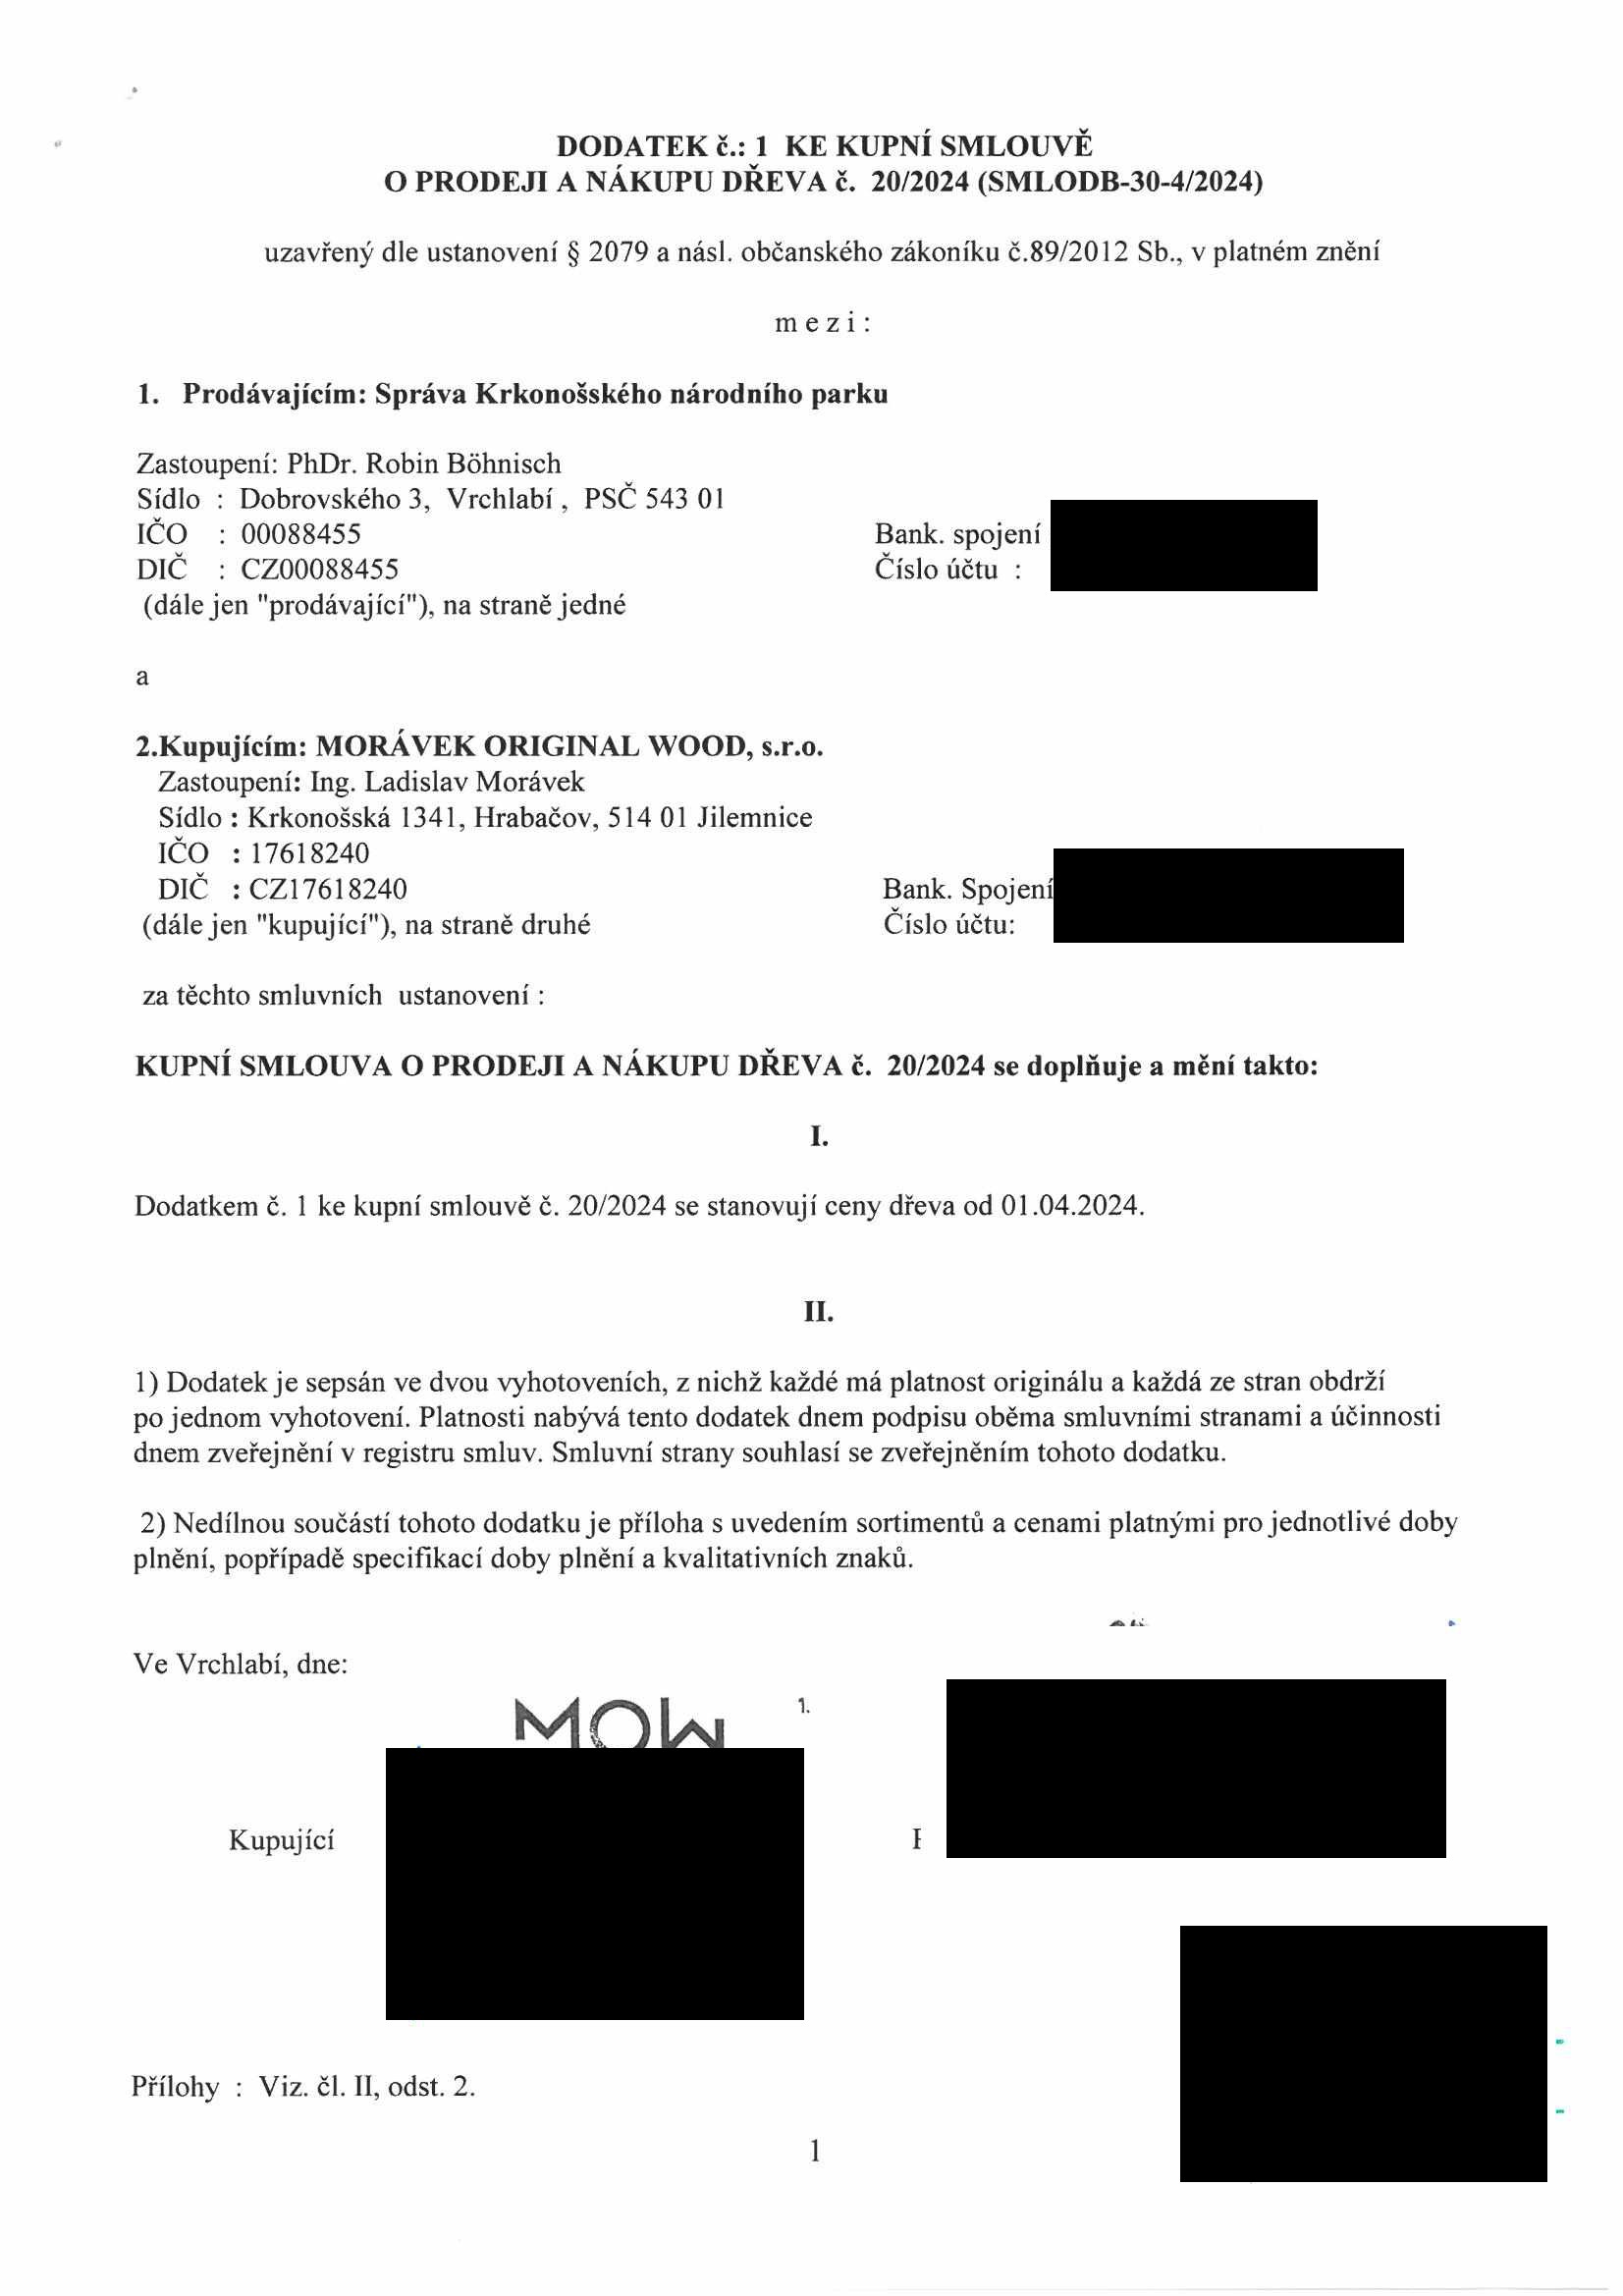 DODATEK č.: 1 KE KUPNÍ SMLOUVĚ
O PRODEJI A NÁKUPU DŘEVA č. 20/2024 (SMLODB-30-4/2024)
uzavřený dle ustanovení § 2079 a násl. občanského zákoníku č.89/2012 Sb., v platném znění
m e z i :
1. Prodávajícím: Správa Krkonošského národního parku
Zastoupení: PhDr. Robin Böhnisch
Sídlo : Dobrovského 3, Vrchlabí , PSČ 543 01
IČO : 00088455 Bank. spojení
DIČ : CZ00088455 Číslo účtu :
(dále jen "prodávající"), na straně jedné
a
2.Kupujícím: MORÁVEK ORIGINAL WOOD, s.r.o.
Zastoupení: Ing. Ladislav Morávek
Sídlo : Krkonošská 1341, Hrabačov, 514 01 Jilemnice
IČO : 17618240
DIČ : CZ17618240 Bank. Spojení
(dále jen "kupující"), na straně druhé Číslo účtu:
za těchto smluvních ustanovení :
KUPNÍ SMLOUVA O PRODEJI A NÁKUPU DŘEVA č. 20/2024 se doplňuje a mění takto:
I.
Dodatkem č. 1 ke kupní smlouvě č. 20/2024 se stanovují ceny dřeva od 01.04.2024.
II.
1) Dodatek je sepsán ve dvou vyhotoveních, z nichž každé má platnost originálu a každá ze stran obdrží
po jednom vyhotovení. Platnosti nabývá tento dodatek dnem podpisu oběma smluvními stranami a účinnosti
dnem zveřejnění v registru smluv. Smluvní strany souhlasí se zveřejněním tohoto dodatku.
2) Nedílnou součástí tohoto dodatku je příloha s uvedením sortimentů a cenami platnými pro jednotlivé doby
plnění, popřípadě specifikací doby plnění a kvalitativních znaků.
Ve Vrchlabí, dne:
MOW 1.
Kupující
Přílohy : Viz. čl. II, odst. 2.
1